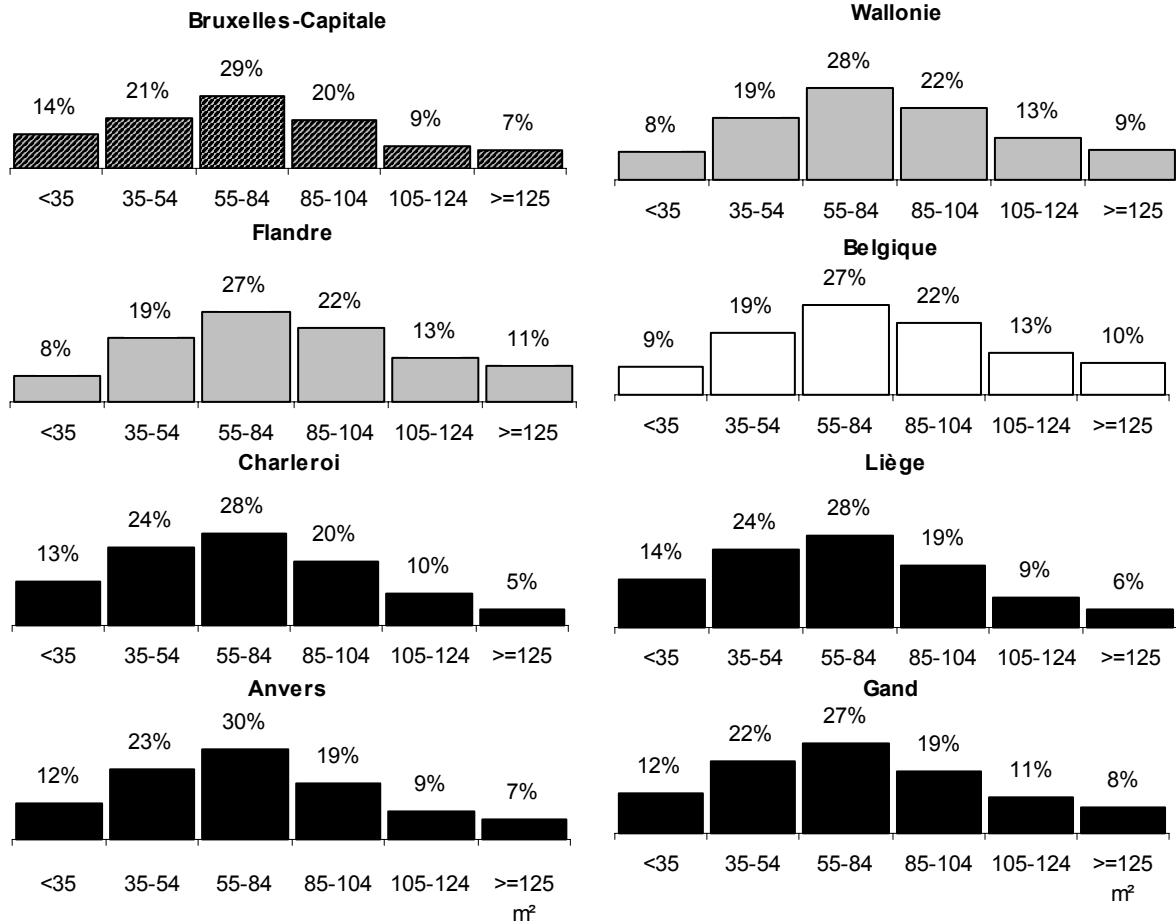 Bruxelles-Capitale
14% 21% 29% 20% 9% 7%
<35 35-54 55-84 85-104 105-124 >=125
Wallonie
8% 19% 28% 22% 13% 9%
<35 35-54 55-84 85-104 105-124 >=125
Flandre
8% 19% 27% 22% 13% 11%
<35 35-54 55-84 85-104 105-124 >=125
Belgique
9% 19% 27% 22% 13% 10%
<35 35-54 55-84 85-104 105-124 >=125
Charleroi
13% 24% 28% 20% 10% 5%
<35 35-54 55-84 85-104 105-124 >=125
Liège
14% 24% 28% 19% 9% 6%
<35 35-54 55-84 85-104 105-124 >=125
Anvers
12% 23% 30% 19% 9% 7%
<35 35-54 55-84 85-104 105-124 >=125
m²
Gand
12% 22% 27% 19% 11% 8%
<35 35-54 55-84 85-104 105-124 >=125
m²